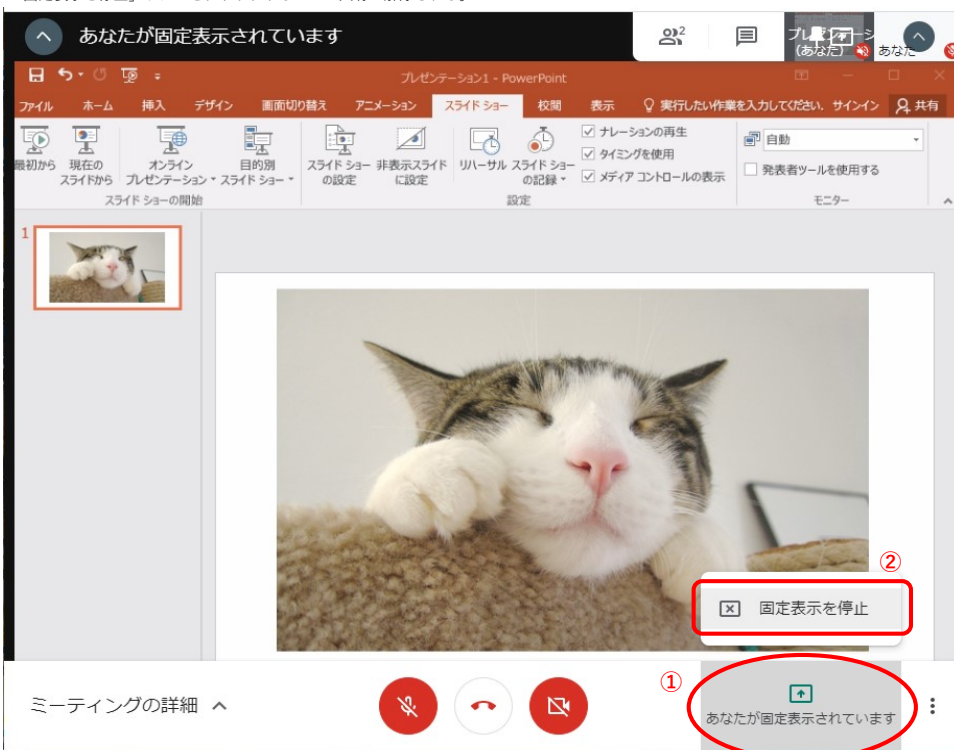 あなたが固定表示されています
2
(あなた)
あなた
プレゼンテーション1 - PowerPoint
ファイル ホーム 挿入 デザイン 画面切り替え アニメーション スライド ショー 校閲 表示 実行したい作業を入力してください. サインイン 共有
最初から
現在の
スライドから
オンライン
プレゼンテーション
目的別
スライド ショー
スライド ショーの開始
スライド ショー
の設定
非表示スライド
に設定
リハーサル
スライド ショー
の記録
ナレーションの再生
タイミングを使用
メディア コントロールの表示
設定
自動
発表者ツールを使用する
モニター
1
②
固定表示を停止
①
ミーティングの詳細
あなたが固定表示されています